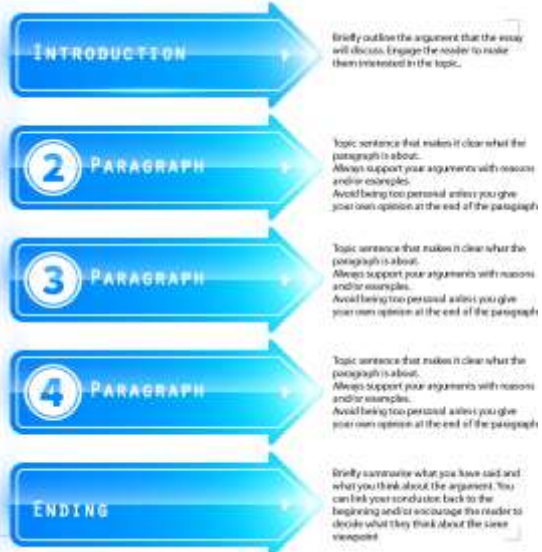 INTRODUCTION
Briefly outline the argument that the essay
will discuss. Engage the reader to make
them interested in the topic.
2 PARAGRAPH
Topic sentence that makes it clear what the
paragraph is about.
Always support your arguments with reasons
and/or examples.
Avoid being too personal unless you give
your own opinion at the end of the paragraph
3 PARAGRAPH
Topic sentence that makes it clear what the
paragraph is about.
Always support your arguments with reasons
and/or examples.
Avoid being too personal unless you give
your own opinion at the end of the paragraph
4 PARAGRAPH
Topic sentence that makes it clear what the
paragraph is about.
Always support your arguments with reasons
and/or examples.
Avoid being too personal unless you give
your own opinion at the end of the paragraph
ENDING
Briefly summarise what you have said and
what you think about the argument. You
can link your conclusion back to the
beginning and/or encourage the reader to
decide what they think about the same
viewpoint